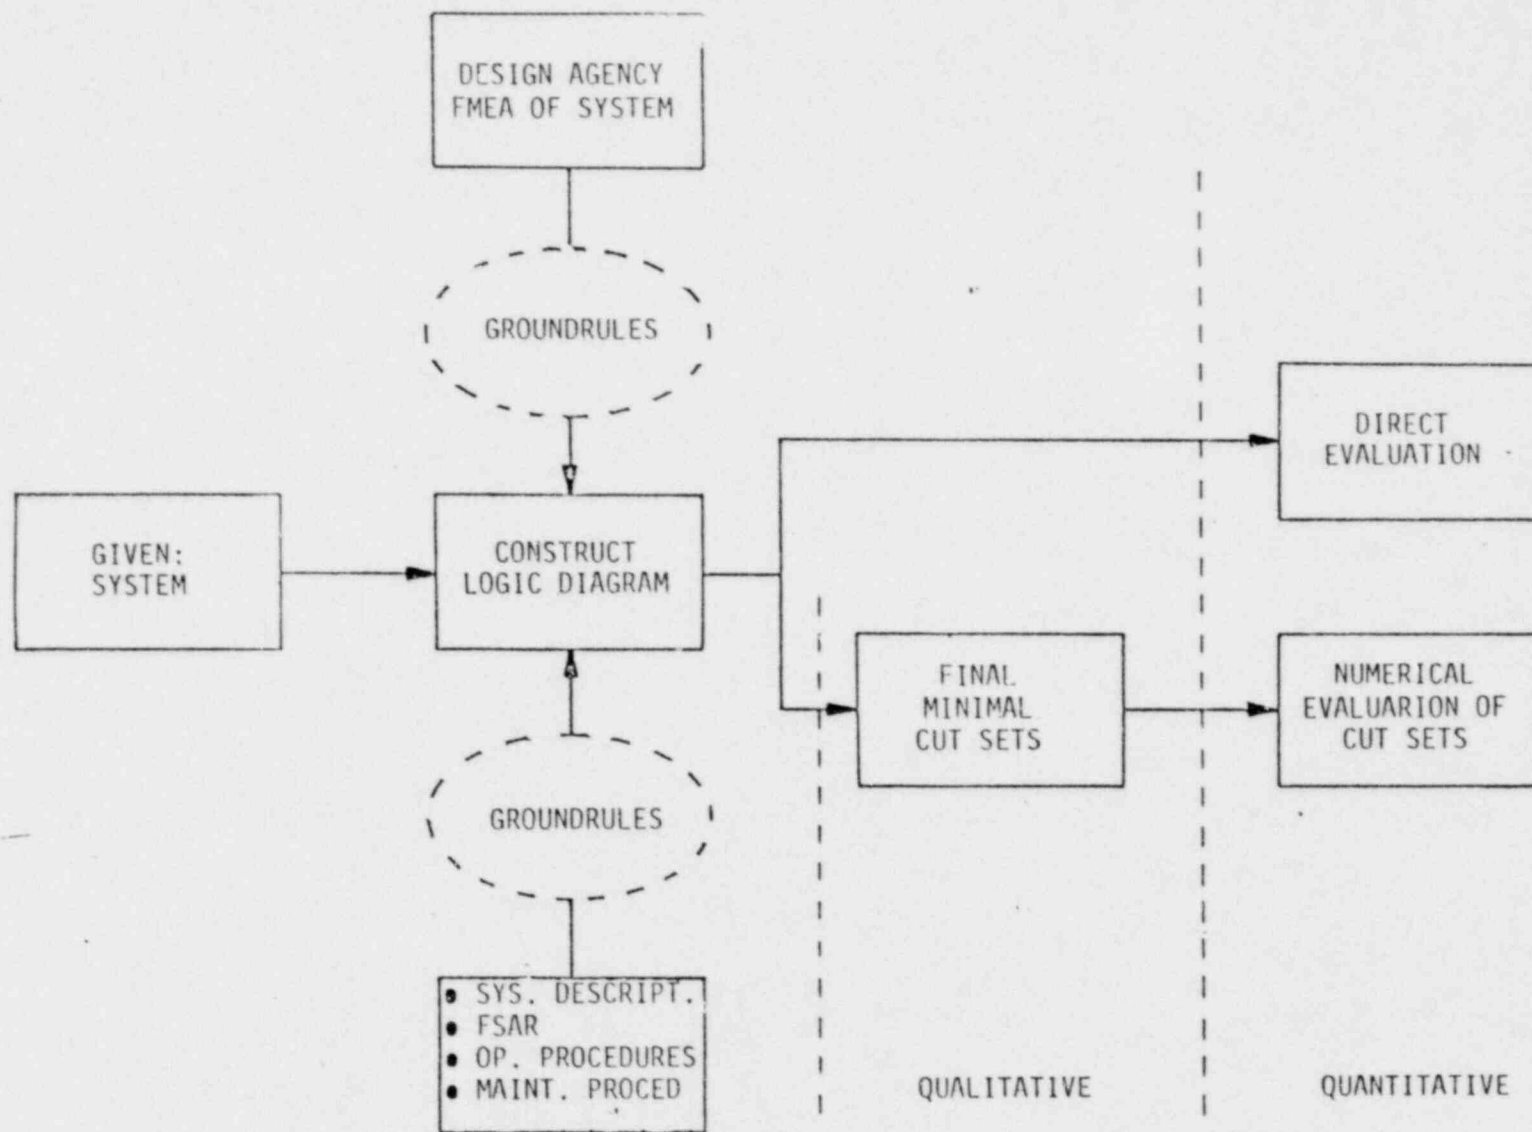 DESIGN AGENCY
FMEA OF SYSTEM
GROUNDRULES
DIRECT
EVALUATION
GIVEN:
SYSTEM
CONSTRUCT
LOGIC DIAGRAM
FINAL
MINIMAL
CUT SETS
NUMERICAL
EVALUARION OF
CUT SETS
GROUNDRULES
• SYS. DESCRIPT.
• FSAR
• OP. PROCEDURES
• MAINT. PROCED
QUALITATIVE
QUANTITATIVE